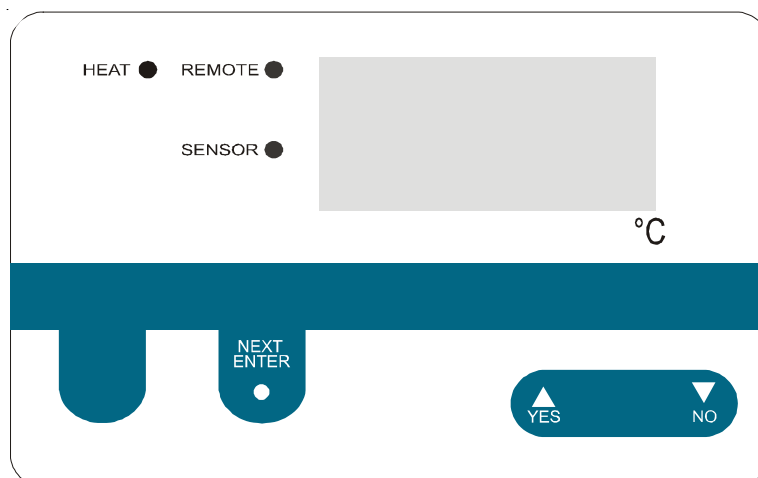 HEAT REMOTE
SENSOR
°C
NEXT
ENTER
YES NO